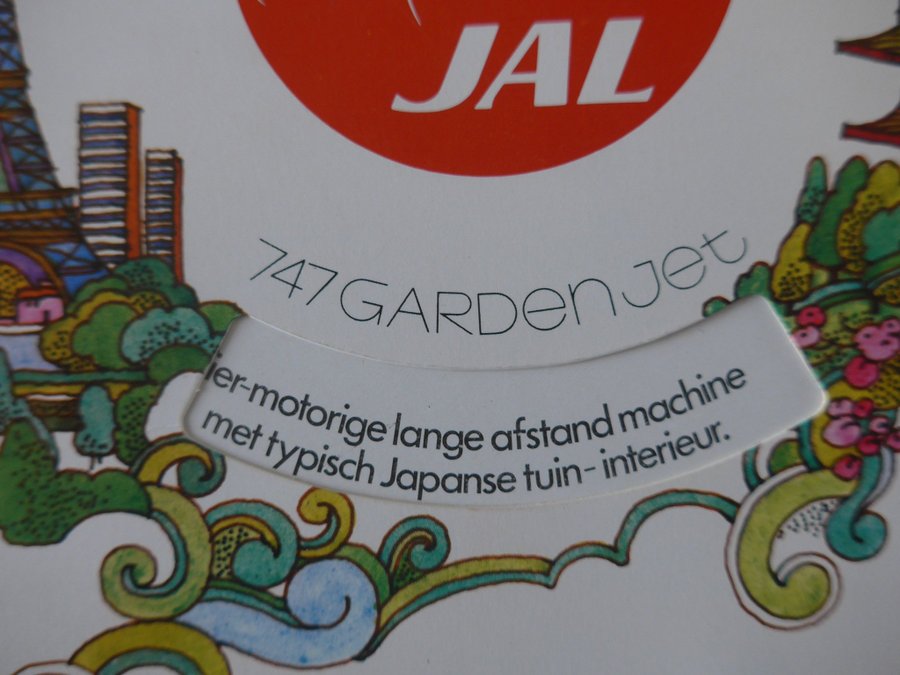 JAL
747 GARDen Jet
ier-motorige lange afstand machine
met typisch Japanse tuin-interieur.